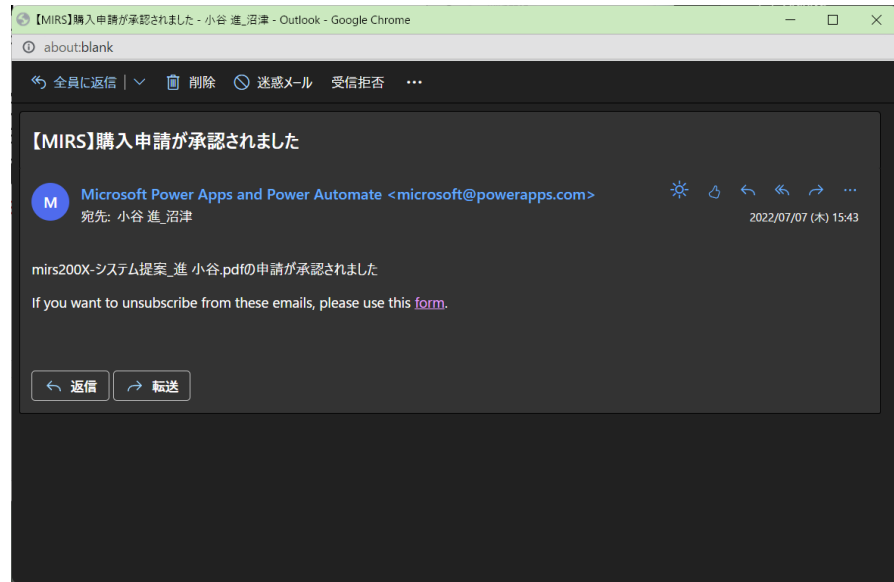 【MIRS】購入申請が承認されました - 小谷 進_沼津 - Outlook - Google Chrome
about:blank
全員に返信 | 削除 迷惑メール 受信拒否 ...
【MIRS】購入申請が承認されました
M
Microsoft Power Apps and Power Automate <microsoft@powerapps.com>
宛先: 小谷 進_沼津
2022/07/07 (木) 15:43
mirs200X-システム提案_進 小谷.pdfの申請が承認されました
If you want to unsubscribe from these emails, please use this form.
返信 転送